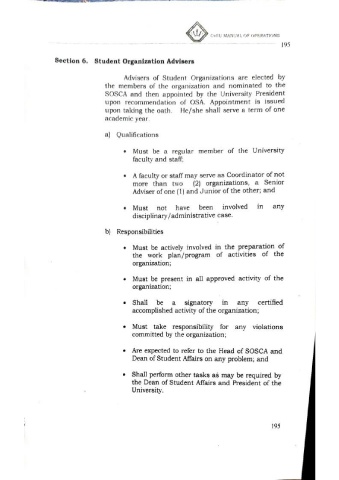 CvSU MANUAL OF OPERATIONS
195
Section 6. Student Organization Advisers
Advisers of Student Organizations are elected by
the members of the organization and nominated to the
SOSCA and then appointed by the University President
upon recommendation of OSA. Appointment is issued
upon taking the oath. He/she shall serve a term of one
academic year.
a) Qualifications
• Must be a regular member of the University
faculty and staff;
• A faculty or staff may serve as Coordinator of not
more than two (2) organizations, a Senior
Adviser of one (1) and Junior of the other; and
• Must not have been involved in any
disciplinary/administrative case.
b) Responsibilities
• Must be actively involved in the preparation of
the work plan/program of activities of the
organization;
• Must be present in all approved activity of the
organization;
• Shall be a signatory in any certified
accomplished activity of the organization;
• Must take responsibility for any violations
committed by the organization;
• Are expected to refer to the Head of SOSCA and
Dean of Student Affairs on any problem; and
• Shall perform other tasks as may be required by
the Dean of Student Affairs and President of the
University.
195